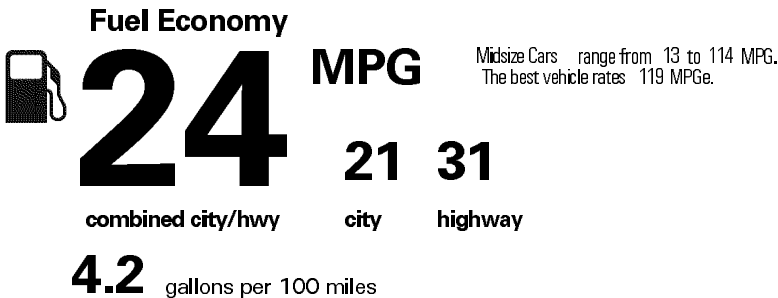 Fuel Economy
24 MPG
Midsize Cars range from 13 to 114 MPG.
The best vehicle rates 119 MPGe.
21 31
combined city/hwy city highway
4.2 gallons per 100 miles